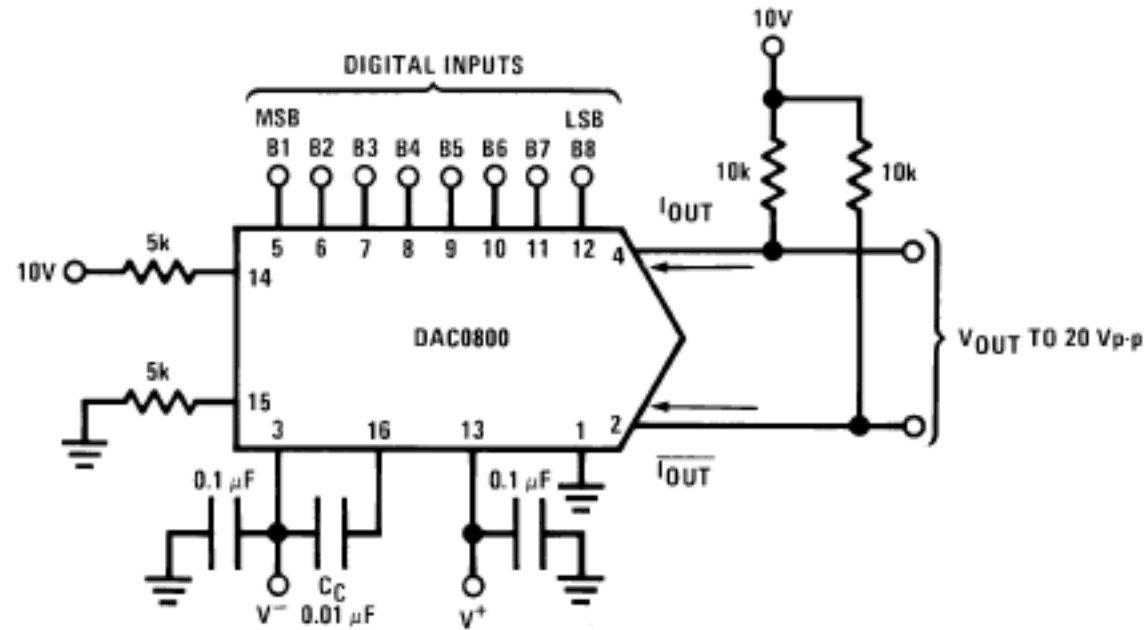 10V
DIGITAL INPUTS
MSB LSB
B1 B2 B3 B4 B5 B6 B7 B8
10k 10k
IOUT
5 6 7 8 9 10 11 12
4
5k
10V
14
DAC0800
VOUT TO 20 Vp-p
5k
15
3 16 13 1 2
IOUT
0.1 μF 0.1 μF
CC
V− 0.01 μF V+